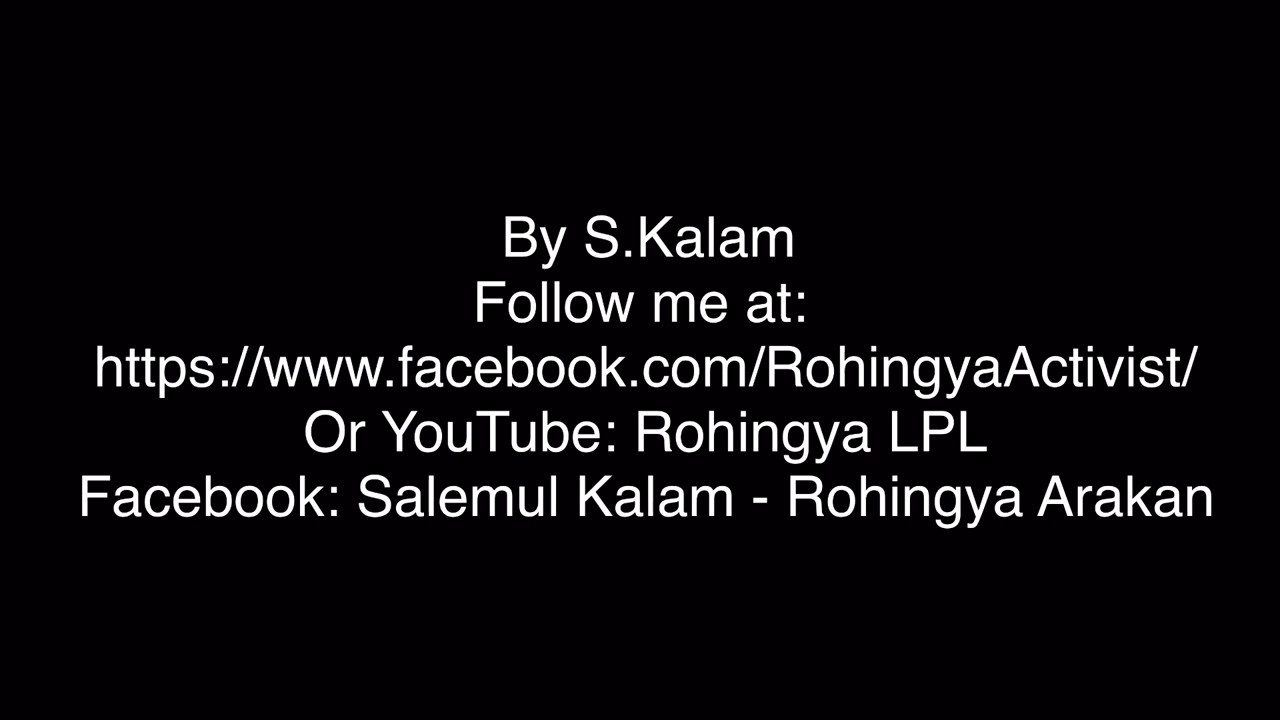 By S.Kalam
Follow me at:
https://www.facebook.com/RohingyaActivist/
Or YouTube: Rohingya LPL
Facebook: Salemul Kalam - Rohingya Arakan